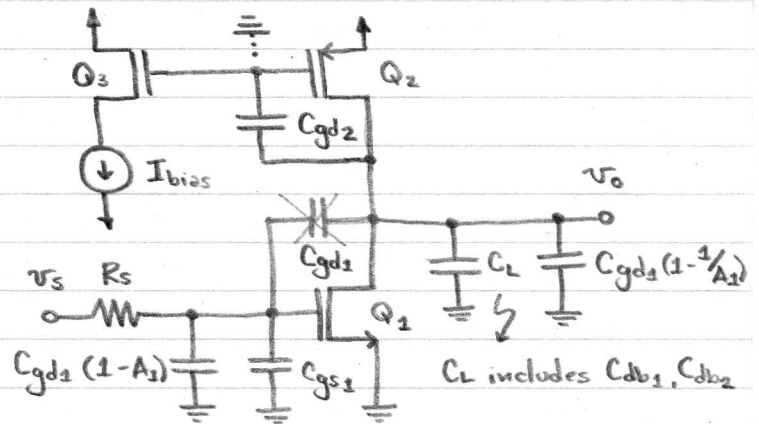 Q3
Q2
Cgd2
Ibias
vo
Cgd1
vs
Rs
CL
Cgd1 (1-1/A1)
Q1
Cgd1 (1-A1)
Cgs1
CL includes Cdb1, Cdb2